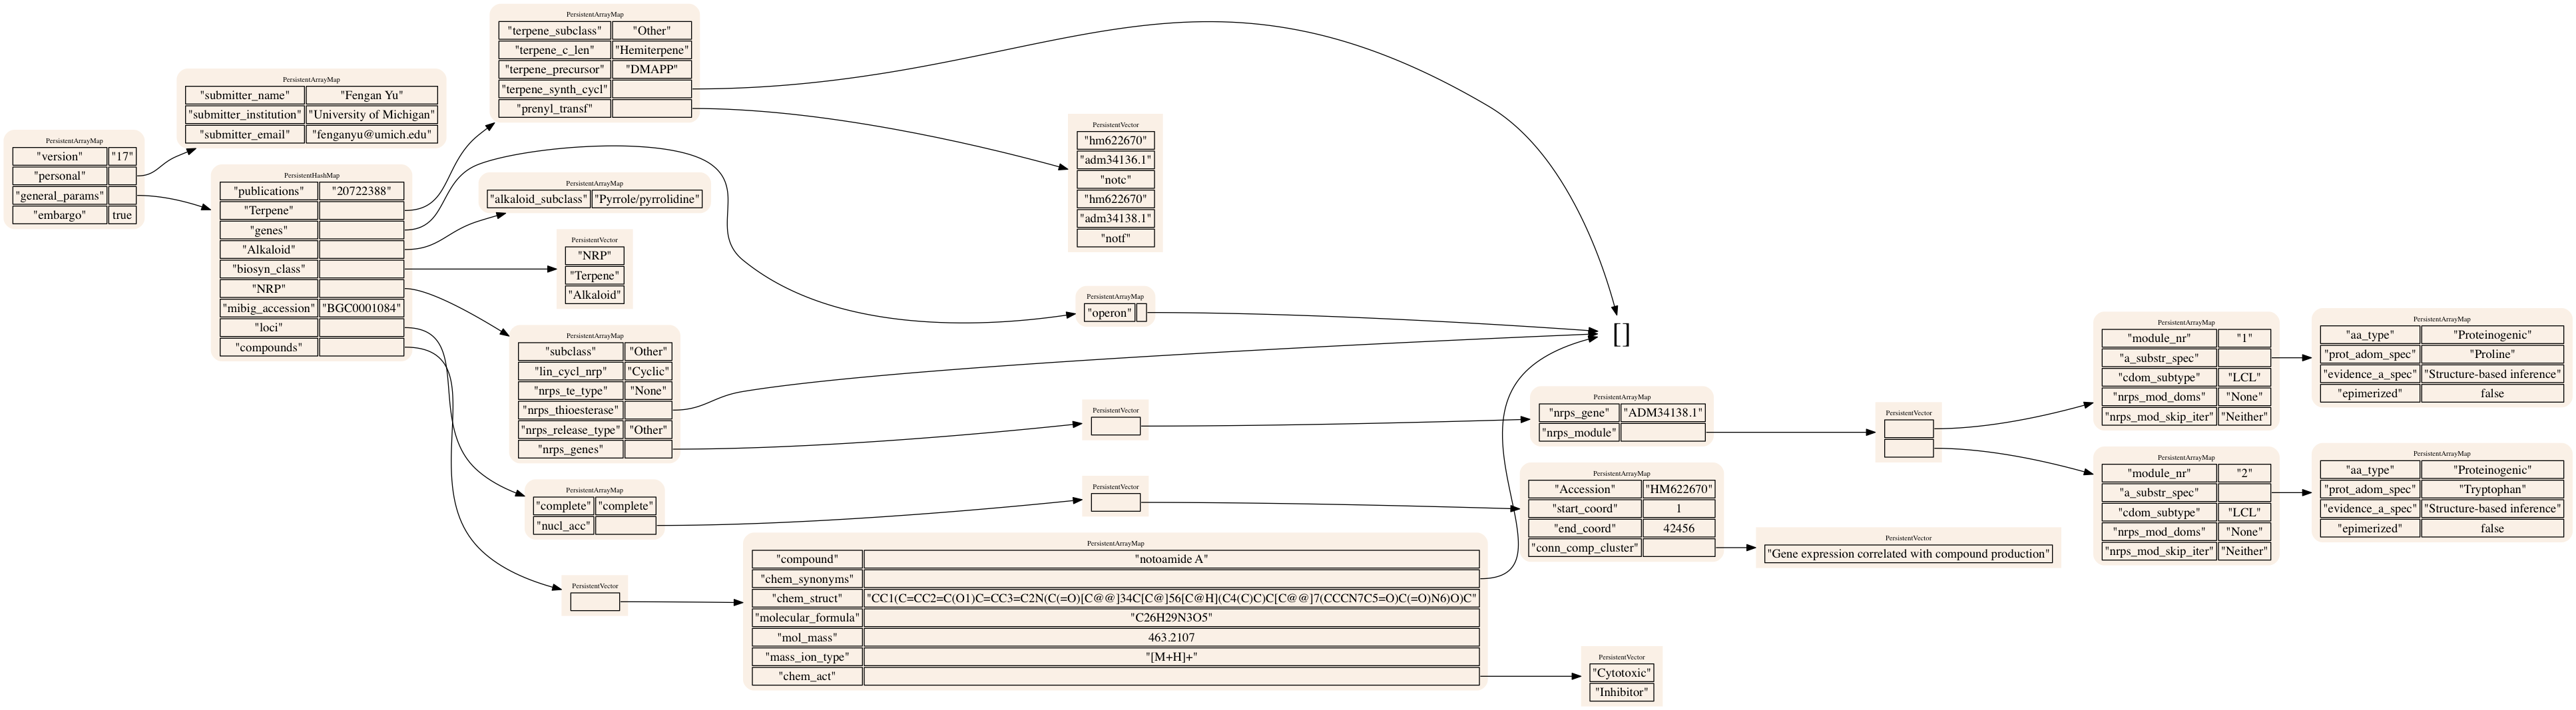 PersistentArrayMap
"version" "17"
"personal"
"general_params"
"embargo" true
PersistentArrayMap
"submitter_name" "Fengan Yu"
"submitter_institution" "University of Michigan"
"submitter_email" "fenganyu@umich.edu"
PersistentHashMap
"publications" "20722388"
"Terpene"
"genes"
"Alkaloid"
"biosyn_class"
"NRP"
"mibig_accession" "BGC0001084"
"loci"
"compounds"
PersistentArrayMap
"terpene_subclass" "Other"
"terpene_c_len" "Hemiterpene"
"terpene_precursor" "DMAPP"
"terpene_synth_cycl"
"prenyl_transf"
PersistentArrayMap
"alkaloid_subclass" "Pyrrole/pyrrolidine"
PersistentVector
"NRP"
"Terpene"
"Alkaloid"
PersistentArrayMap
"subclass" "Other"
"lin_cycl_nrp" "Cyclic"
"nrps_te_type" "None"
"nrps_thioesterase"
"nrps_release_type" "Other"
"nrps_genes"
PersistentArrayMap
"complete" "complete"
"nucl_acc"
PersistentVector
PersistentArrayMap
"compound" "notoamide A"
"chem_synonyms"
"chem_struct" "CC1(C=CC2=C(O1)C=CC3=C2N(C(=O)[C@@]34C[C@]56[C@H](C4(C)C)C[C@@]7(CCCN7C5=O)C(=O)N6)O)C"
"molecular_formula" "C26H29N3O5"
"mol_mass" 463.2107
"mass_ion_type" "[M+H]+"
"chem_act"
PersistentVector
"hm622670"
"adm34136.1"
"notc"
"hm622670"
"adm34138.1"
"notf"
PersistentArrayMap
"operon"
PersistentVector
PersistentVector
[]
PersistentArrayMap
"nrps_gene" "ADM34138.1"
"nrps_module"
PersistentArrayMap
"Accession" "HM622670"
"start_coord" 1
"end_coord" 42456
"conn_comp_cluster"
PersistentVector
"Cytotoxic"
"Inhibitor"
PersistentVector
PersistentVector
"Gene expression correlated with compound production"
PersistentArrayMap
"module_nr" "1"
"a_substr_spec"
"cdom_subtype" "LCL"
"nrps_mod_doms" "None"
"nrps_mod_skip_iter" "Neither"
PersistentArrayMap
"aa_type" "Proteinogenic"
"prot_adom_spec" "Proline"
"evidence_a_spec" "Structure-based inference"
"epimerized" false
PersistentArrayMap
"module_nr" "2"
"a_substr_spec"
"cdom_subtype" "LCL"
"nrps_mod_doms" "None"
"nrps_mod_skip_iter" "Neither"
PersistentArrayMap
"aa_type" "Proteinogenic"
"prot_adom_spec" "Tryptophan"
"evidence_a_spec" "Structure-based inference"
"epimerized" false